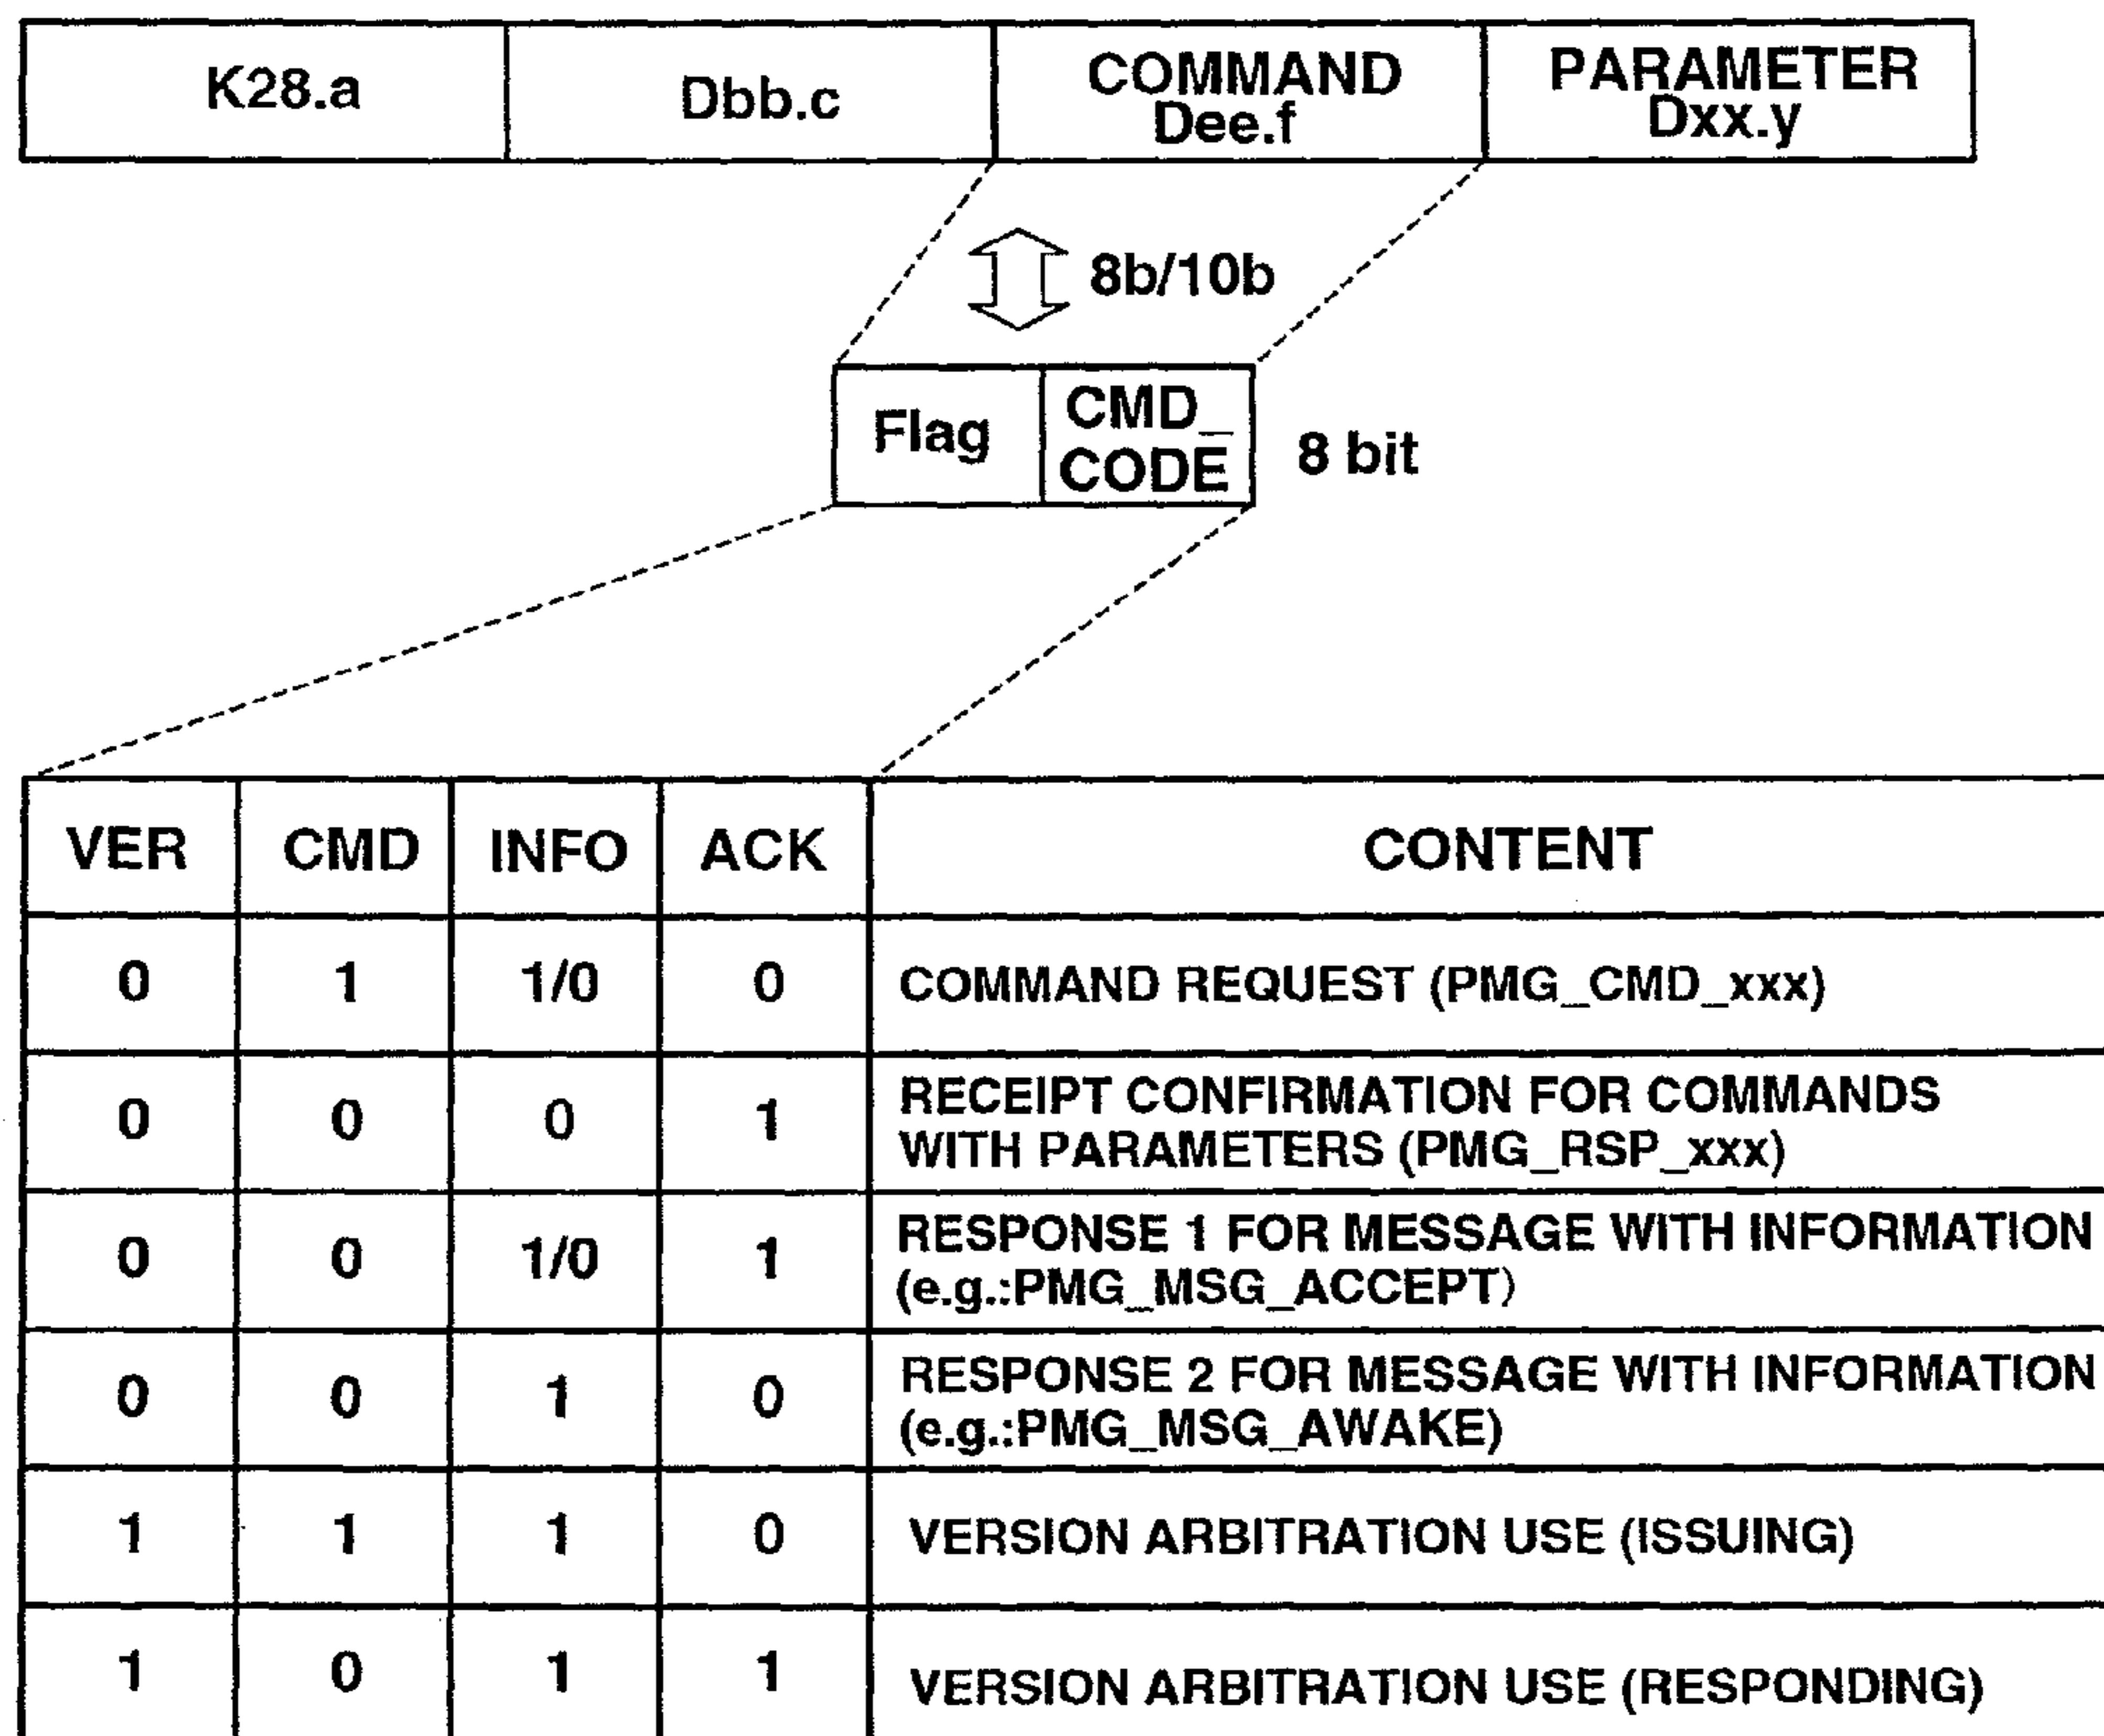 K28.a Dbb.c COMMAND PARAMETER
Dee.f Dxx.y
8b/10b
Flag CMD_
CODE 8 bit
VER CMD INFO ACK CONTENT
0 1 1/0 0 COMMAND REQUEST (PMG_CMD_xxx)
0 0 0 1 RECEIPT CONFIRMATION FOR COMMANDS
WITH PARAMETERS (PMG_RSP_xxx)
0 0 1/0 1 RESPONSE 1 FOR MESSAGE WITH INFORMATION
(e.g.:PMG_MSG_ACCEPT)
0 0 1 0 RESPONSE 2 FOR MESSAGE WITH INFORMATION
(e.g.:PMG_MSG_AWAKE)
1 1 1 0 VERSION ARBITRATION USE (ISSUING)
1 0 1 1 VERSION ARBITRATION USE (RESPONDING)